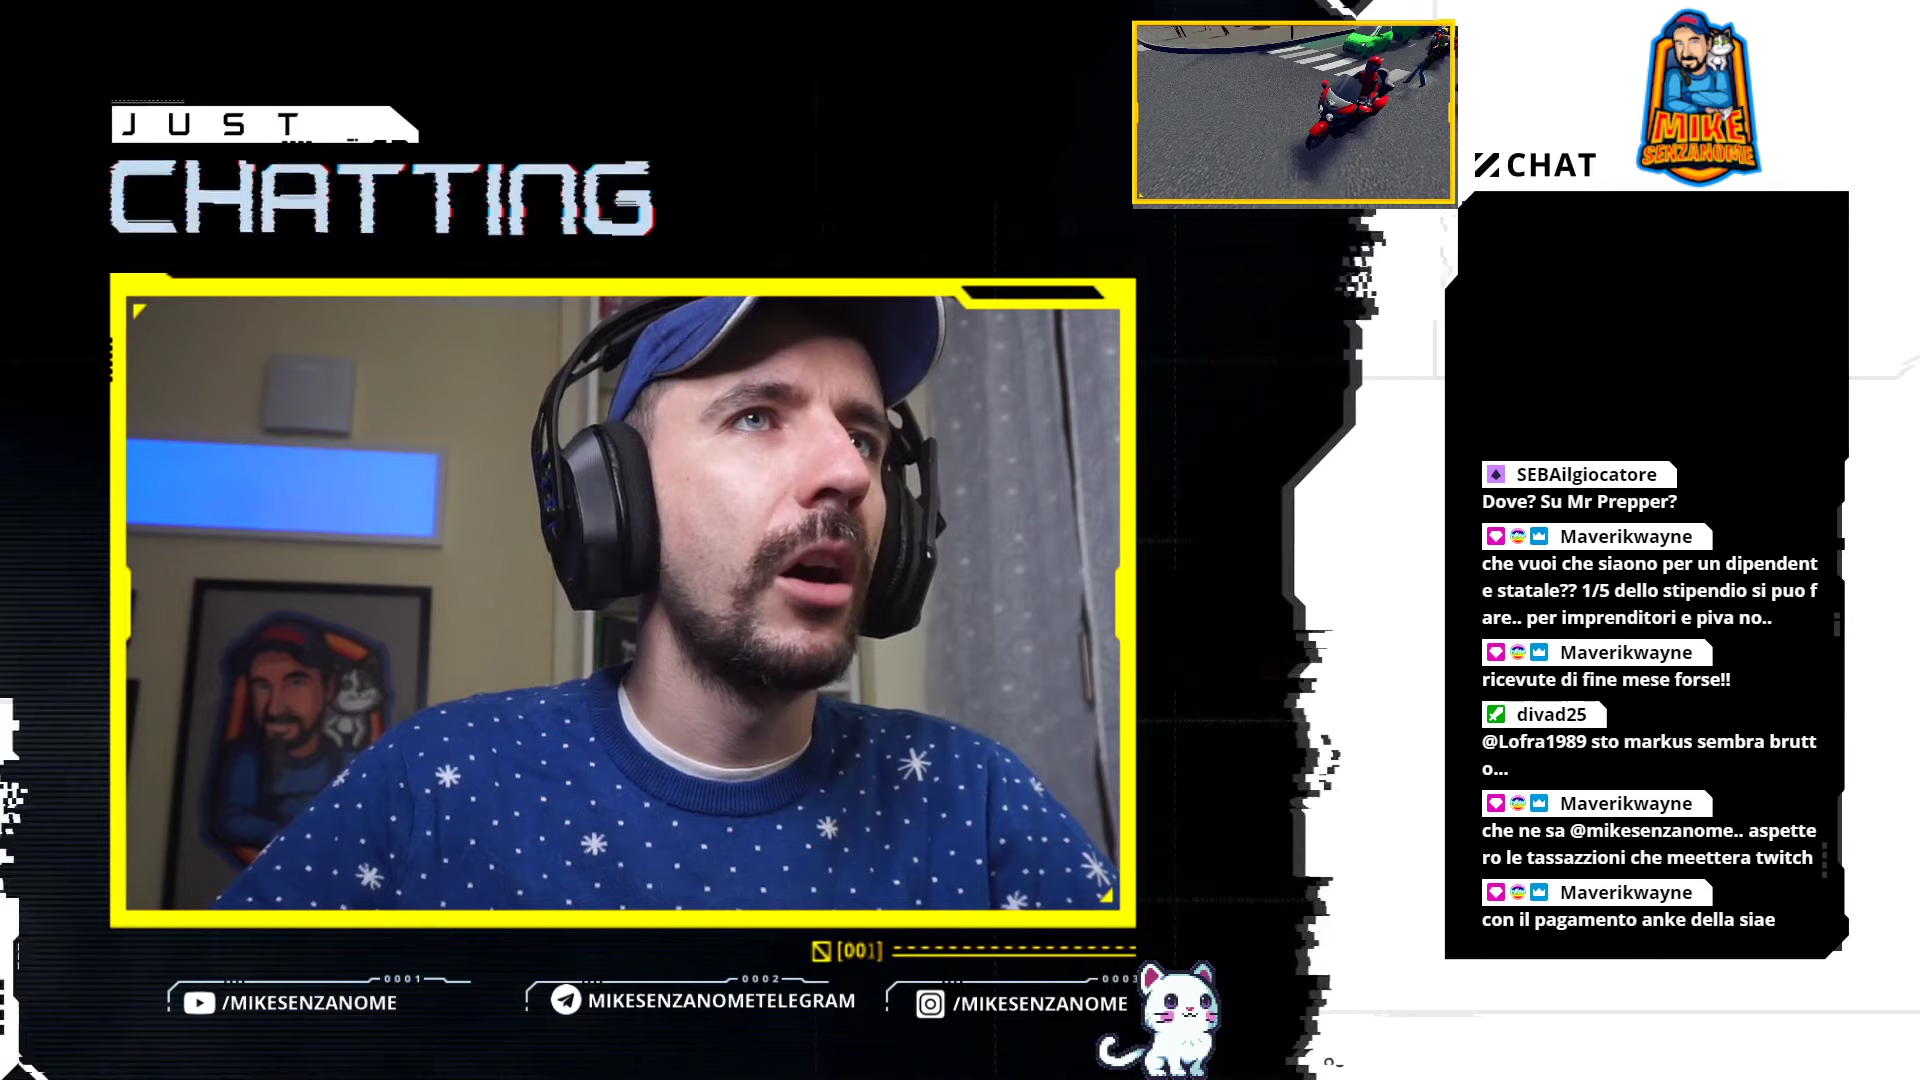 JUST
CHATTING
MIKE
SENZANOME
CHAT
SEBAilgiocatore
Dove? Su Mr Prepper?
Maverikwayne
che vuoi che siaono per un dipendent
e statale?? 1/5 dello stipendio si puo f
are.. per imprenditori e piva no..
Maverikwayne
ricevute di fine mese forse!!
divad25
@Lofra1989 sto markus sembra brutt
o...
Maverikwayne
che ne sa @mikesenzanome.. aspette
ro le tassazzioni che meettera twitch
Maverikwayne
con il pagamento anke della siae
[001]
0001
/MIKESENZANOME
0002
MIKESENZANOMETELEGRAM
0003
/MIKESENZANOME